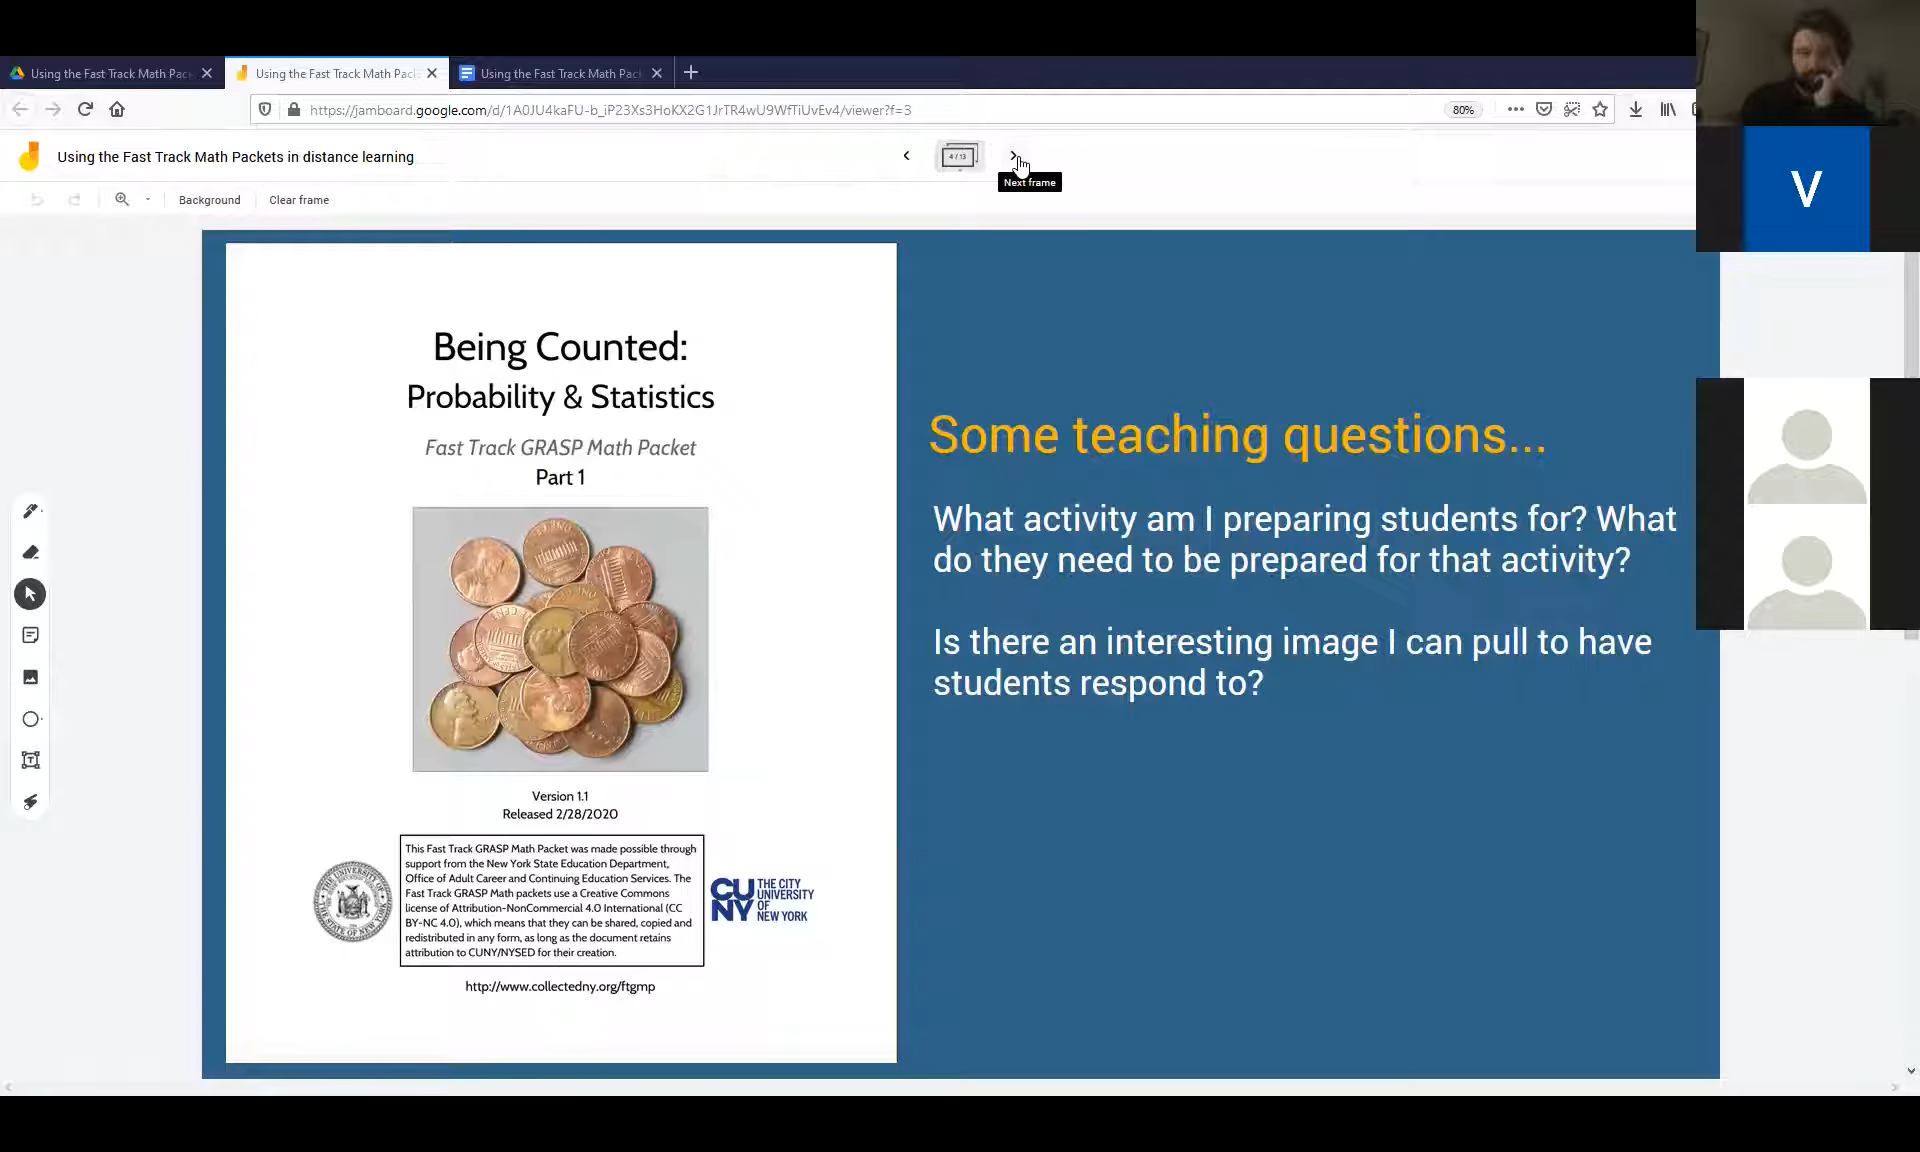 Using the Fast Track Math Pac
Using the Fast Track Math Pack
Using the Fast Track Math Pac
https://jamboard.google.com/d/1A0JU4kaFU-b_iP23Xs3HoKX2G1JrTR4wU9WfTiUvEv4/viewer?f=3
80%
Using the Fast Track Math Packets in distance learning
4 / 13
Next frame
Background
Clear frame
V
Being Counted:
Probability & Statistics
Fast Track GRASP Math Packet
Part 1
Version 1.1
Released 2/28/2020
This Fast Track GRASP Math Packet was made possible through
support from the New York State Education Department,
Office of Adult Career and Continuing Education Services. The
Fast Track GRASP Math packets use a Creative Commons
license of Attribution-NonCommercial 4.0 International (CC
BY-NC 4.0), which means that they can be shared, copied and
redistributed in any form, as long as the document retains
attribution to CUNY/NYSED for their creation.
CU
NY
THE CITY
UNIVERSITY
OF
NEW YORK
http://www.collectedny.org/ftgmp
Some teaching questions...
What activity am I preparing students for? What
do they need to be prepared for that activity?
Is there an interesting image I can pull to have
students respond to?